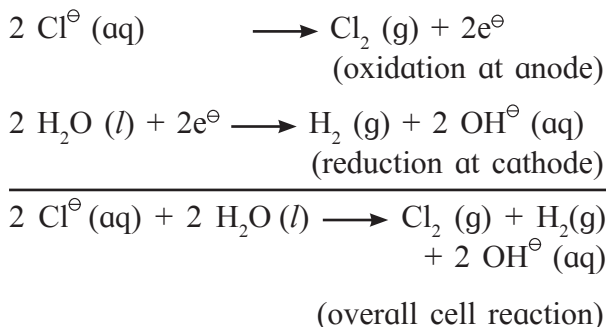 2 Cl⊖ (aq) ⟶ Cl₂ (g) + 2e⊖
(oxidation at anode)
2 H₂O (l) + 2e⊖ ⟶ H₂ (g) + 2 OH⊖ (aq)
(reduction at cathode)
2 Cl⊖ (aq) + 2 H₂O (l) ⟶ Cl₂ (g) + H₂(g)
+ 2 OH⊖ (aq)
(overall cell reaction)